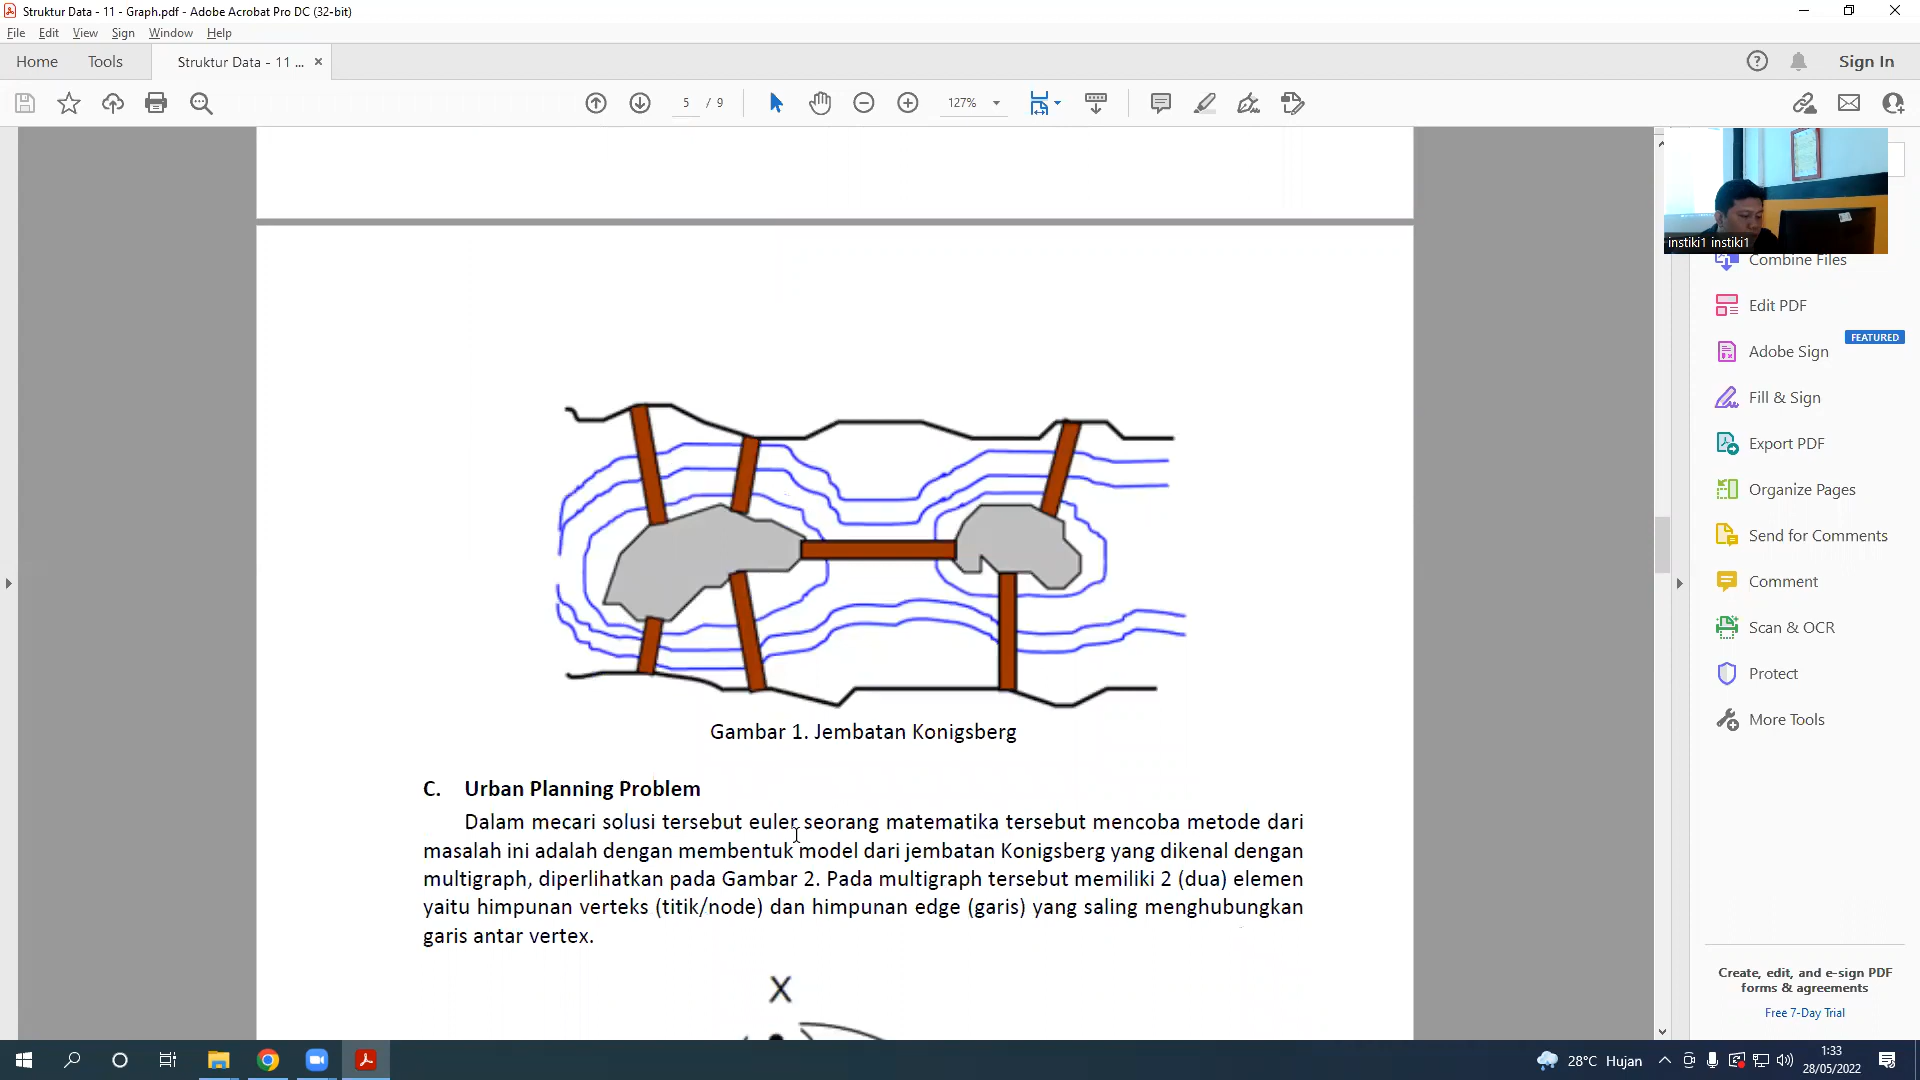 Struktur Data - 11 - Graph.pdf - Adobe Acrobat Pro DC (32-bit)
File Edit View Sign Window Help
Home Tools Struktur Data - 11 ... × Sign In
5 / 9 127%
instiki1 instiki1
Combine Files
Edit PDF
FEATURED
Adobe Sign
Fill & Sign
Export PDF
Organize Pages
Send for Comments
Comment
Scan & OCR
Protect
More Tools
Gambar 1. Jembatan Konigsberg
C. Urban Planning Problem
Dalam mecari solusi tersebut euler seorang matematika tersebut mencoba metode dari
masalah ini adalah dengan membentuk model dari jembatan Konigsberg yang dikenal dengan
multigraph, diperlihatkan pada Gambar 2. Pada multigraph tersebut memiliki 2 (dua) elemen
yaitu himpunan verteks (titik/node) dan himpunan edge (garis) yang saling menghubungkan
garis antar vertex.
X
Create, edit, and e-sign PDF
forms & agreements
Free 7-Day Trial
28°C Hujan
1:33
28/05/2022